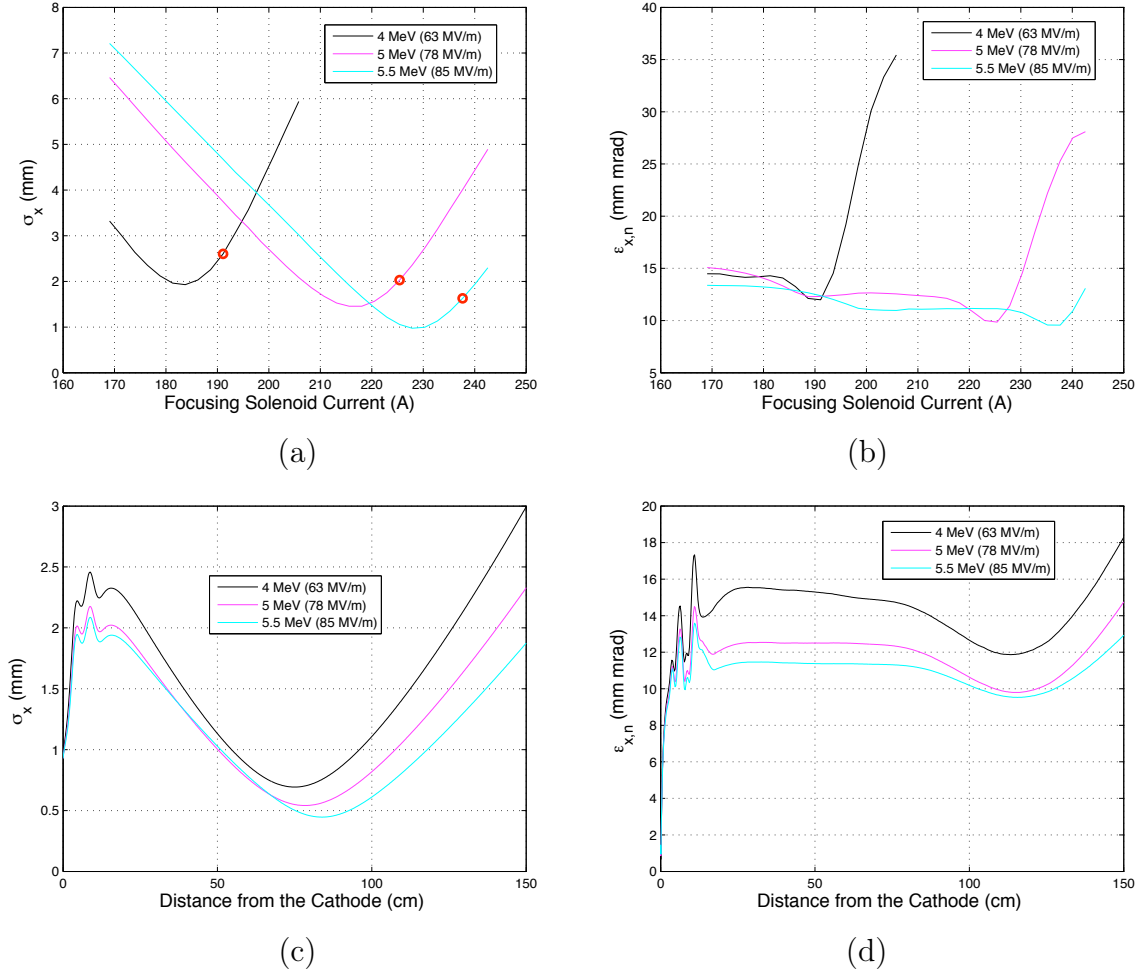 8
7
6
5
4
3
2
1
0
160 170 180 190 200 210 220 230 240 250
σx (mm)
Focusing Solenoid Current (A)
4 MeV (63 MV/m)
5 MeV (78 MV/m)
5.5 MeV (85 MV/m)
(a)
40
35
30
25
20
15
10
5
160 170 180 190 200 210 220 230 240 250
εx,n (mm mrad)
Focusing Solenoid Current (A)
4 MeV (63 MV/m)
5 MeV (78 MV/m)
5.5 MeV (85 MV/m)
(b)
3
2.5
2
1.5
1
0.5
0
0 50 100 150
σx (mm)
Distance from the Cathode (cm)
4 MeV (63 MV/m)
5 MeV (78 MV/m)
5.5 MeV (85 MV/m)
(c)
20
18
16
14
12
10
8
6
4
2
0
0 50 100 150
εx,n (mm mrad)
Distance from the Cathode (cm)
4 MeV (63 MV/m)
5 MeV (78 MV/m)
5.5 MeV (85 MV/m)
(d)